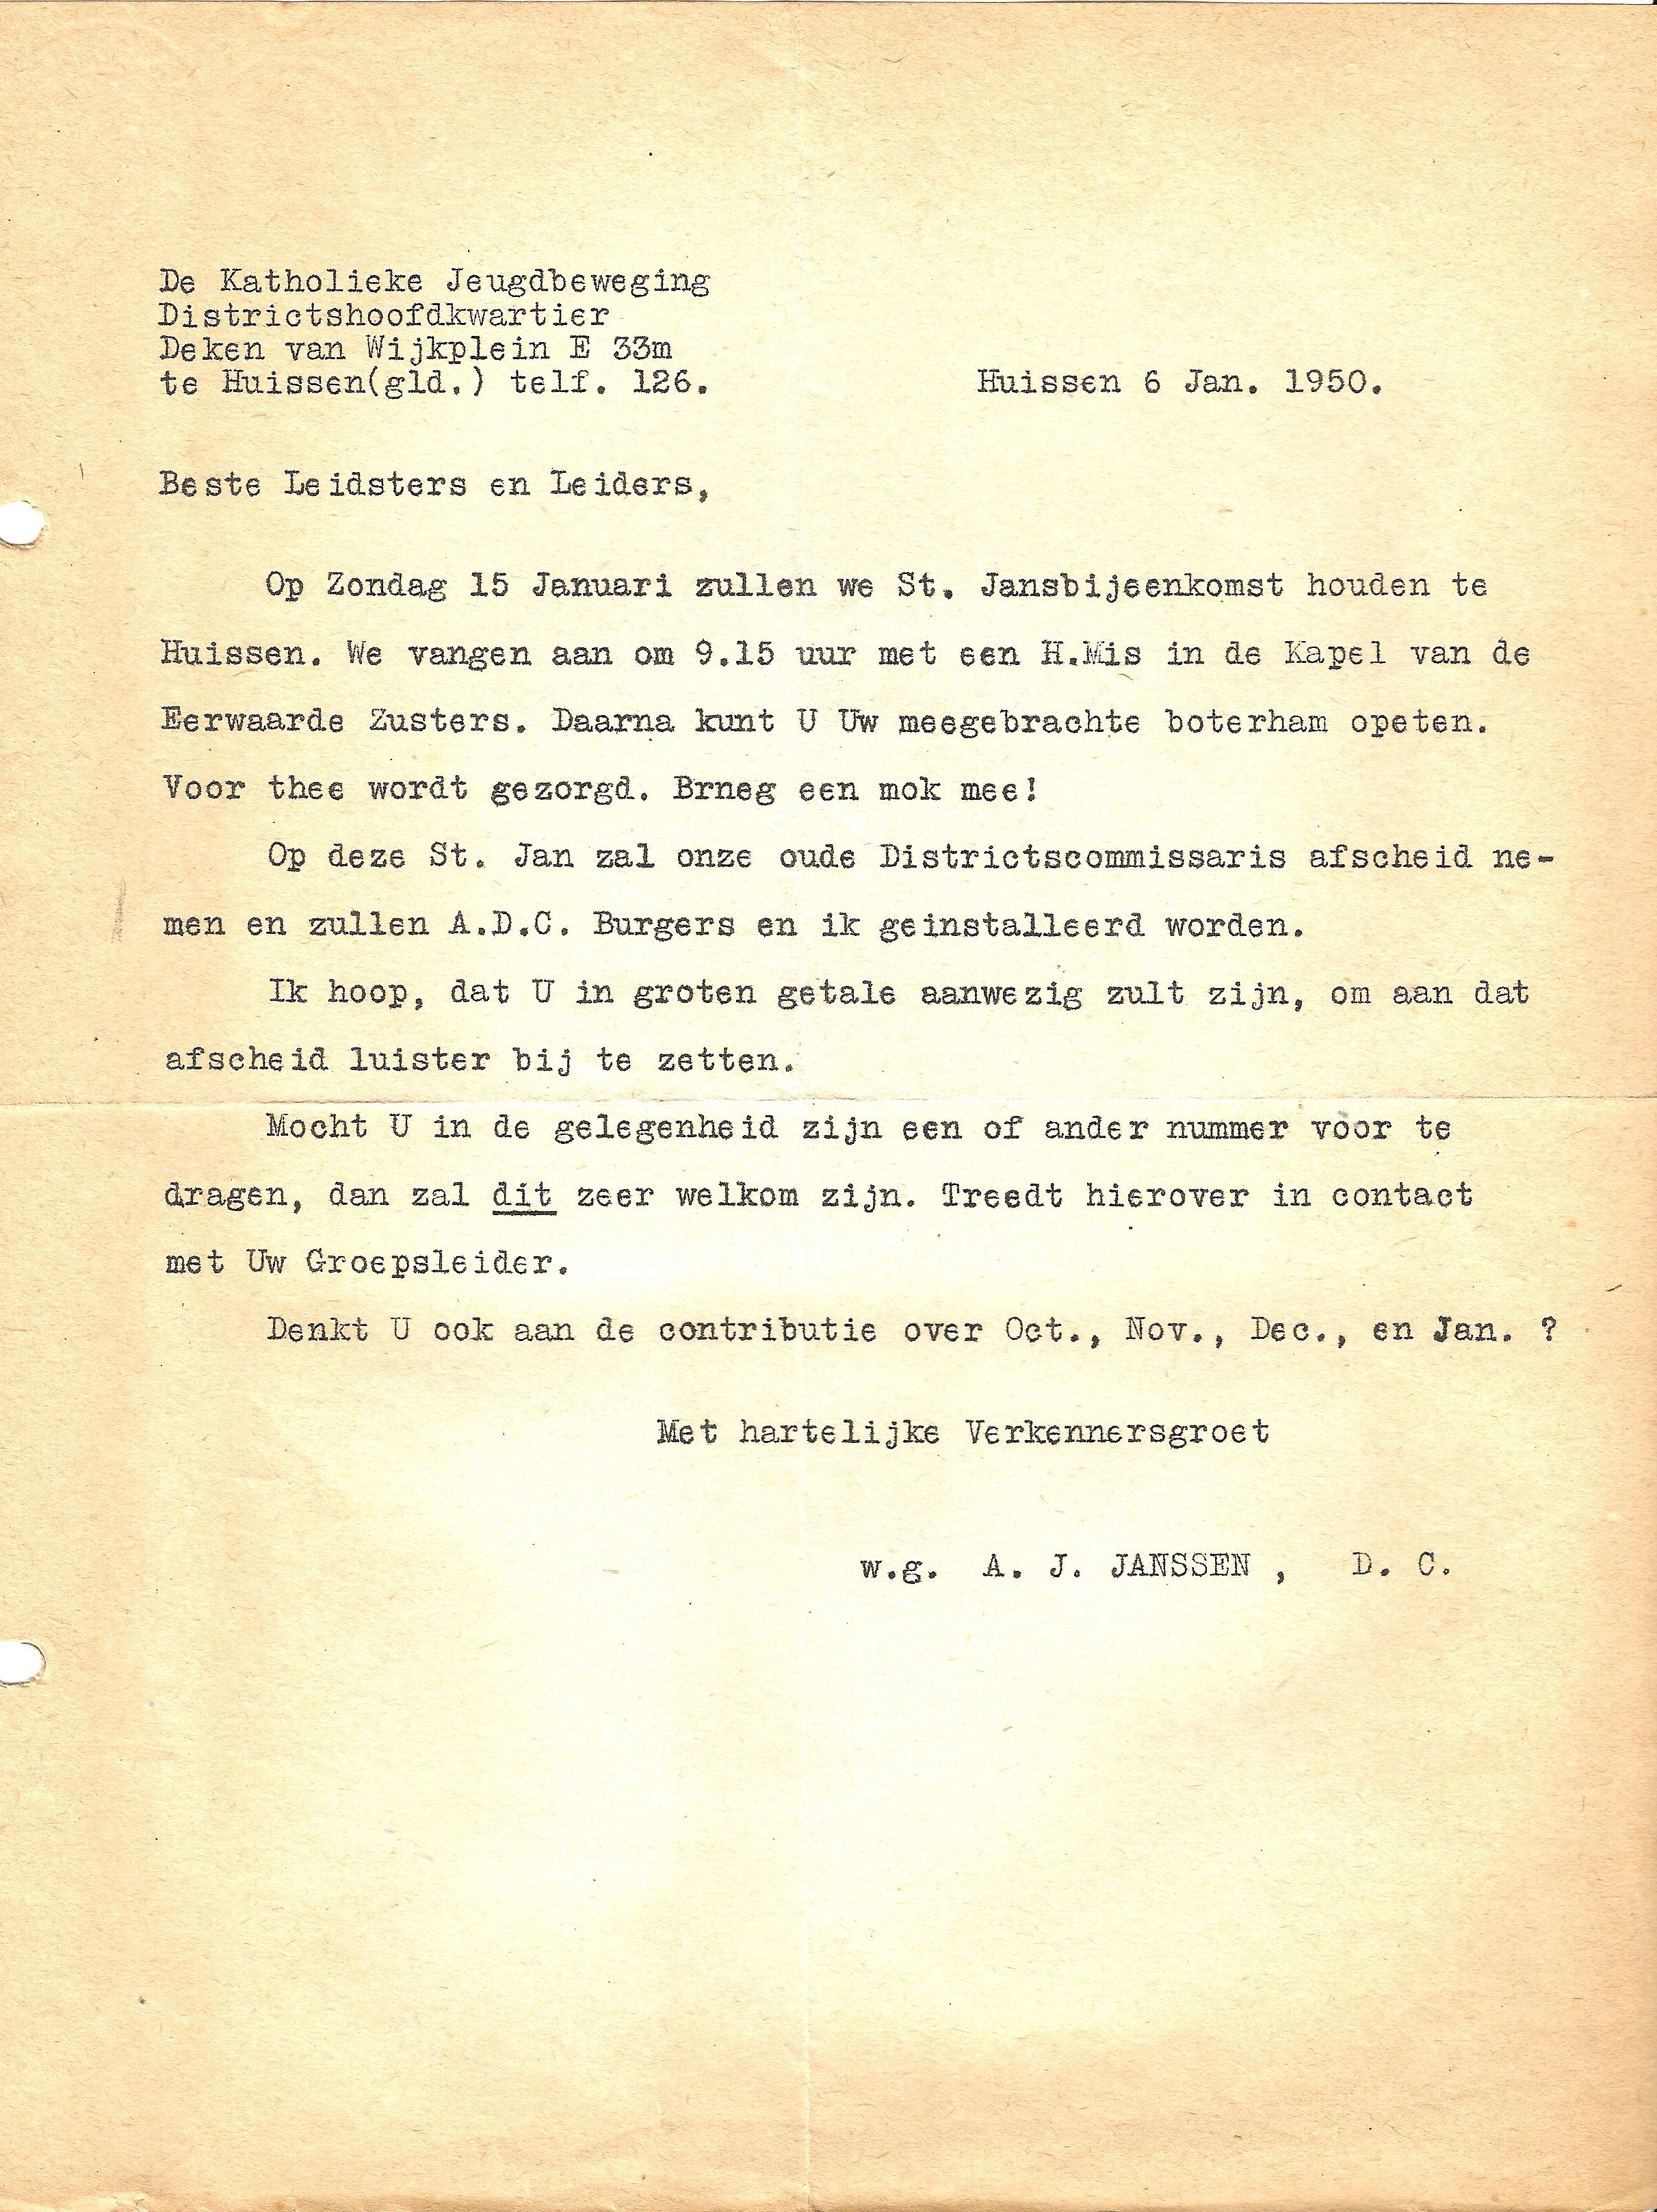 De Katholieke Jeugdbeweging
Districtshoofdkwartier
Deken van Wijkplein E 33m
te Huissen(gld.) telf. 126. Huissen 6 Jan. 1950.
Beste Leidsters en Leiders,
Op Zondag 15 Januari zullen we St. Jansbijeenkomst houden te
Huissen. We vangen aan om 9.15 uur met een H.Mis in de Kapel van de
Eerwaarde Zusters. Daarna kunt U Uw meegebrachte boterham opeten.
Voor thee wordt gezorgd. Brneg een mok mee!
Op deze St. Jan zal onze oude Districtscommissaris afscheid ne-
men en zullen A.D.C. Burgers en ik geinstalleerd worden.
Ik hoop, dat U in groten getale aanwezig zult zijn, om aan dat
afscheid luister bij te zetten.
Mocht U in de gelegenheid zijn een of ander nummer voor te
dragen, dan zal dit zeer welkom zijn. Treedt hierover in contact
met Uw Groepsleider.
Denkt U ook aan de contributie over Oct., Nov., Dec., en Jan. ?
Met hartelijke Verkennersgroet
w.g. A. J. JANSSEN , D. C.